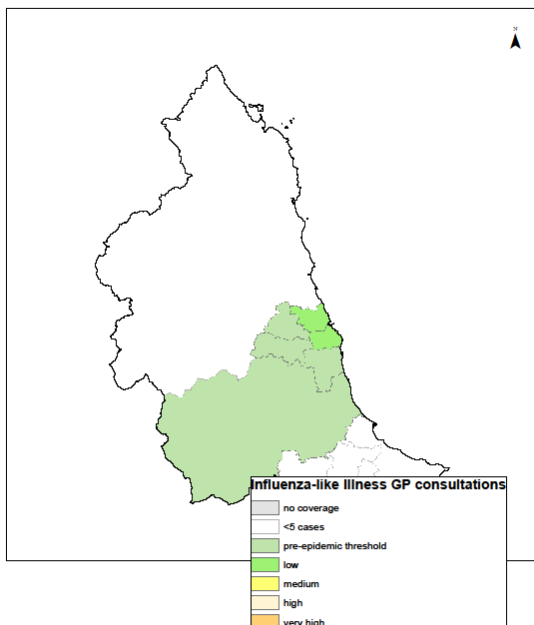 Influenza-like Illness GP consultations
no coverage
<5 cases
pre-epidemic threshold
low
medium
high
very high